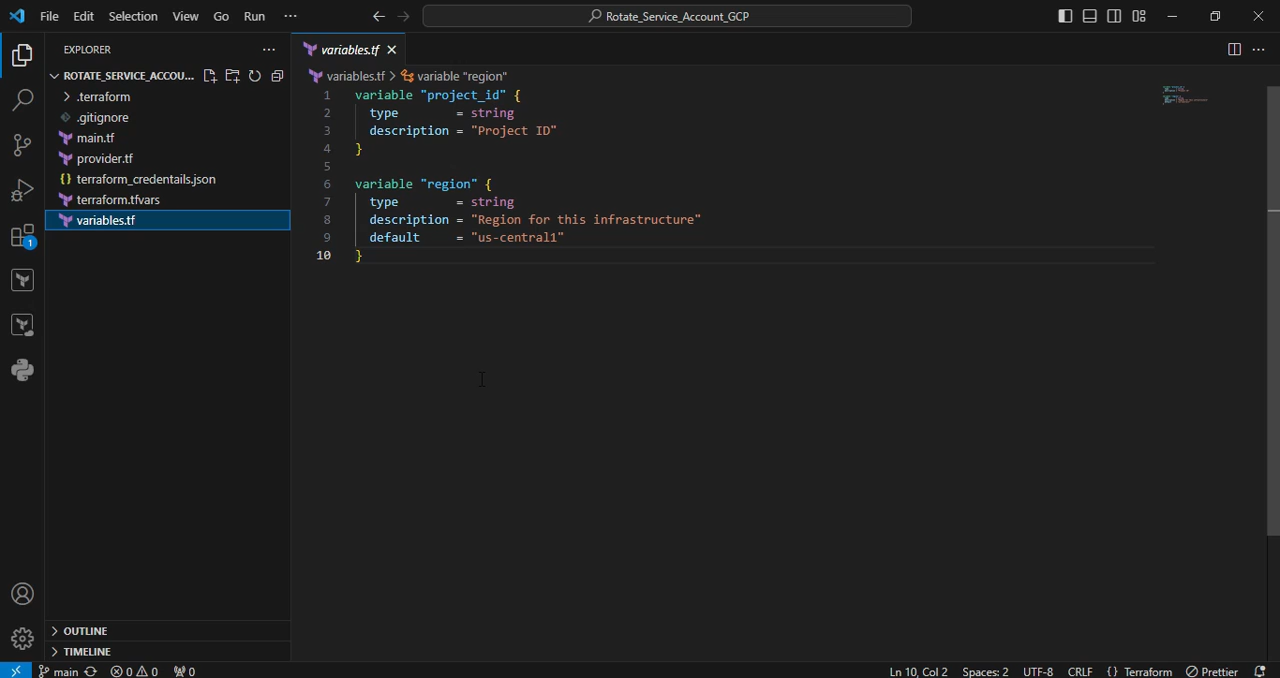 File Edit Selection View Go Run ···
Rotate_Service_Account_GCP
EXPLORER ···
ROTATE_SERVICE_ACCOU...
.terraform
.gitignore
main.tf
provider.tf
{} terraform_credentails.json
terraform.tfvars
variables.tf
1
OUTLINE
TIMELINE
variables.tf
variables.tf > variable "region"
1 variable "project_id" {
2 type = string
3 description = "Project ID"
4 }
5
6 variable "region" {
7 type = string
8 description = "Region for this infrastructure"
9 default = "us-central1"
10 }
main 0 0 0 Ln 10, Col 2 Spaces: 2 UTF-8 CRLF {} Terraform Prettier